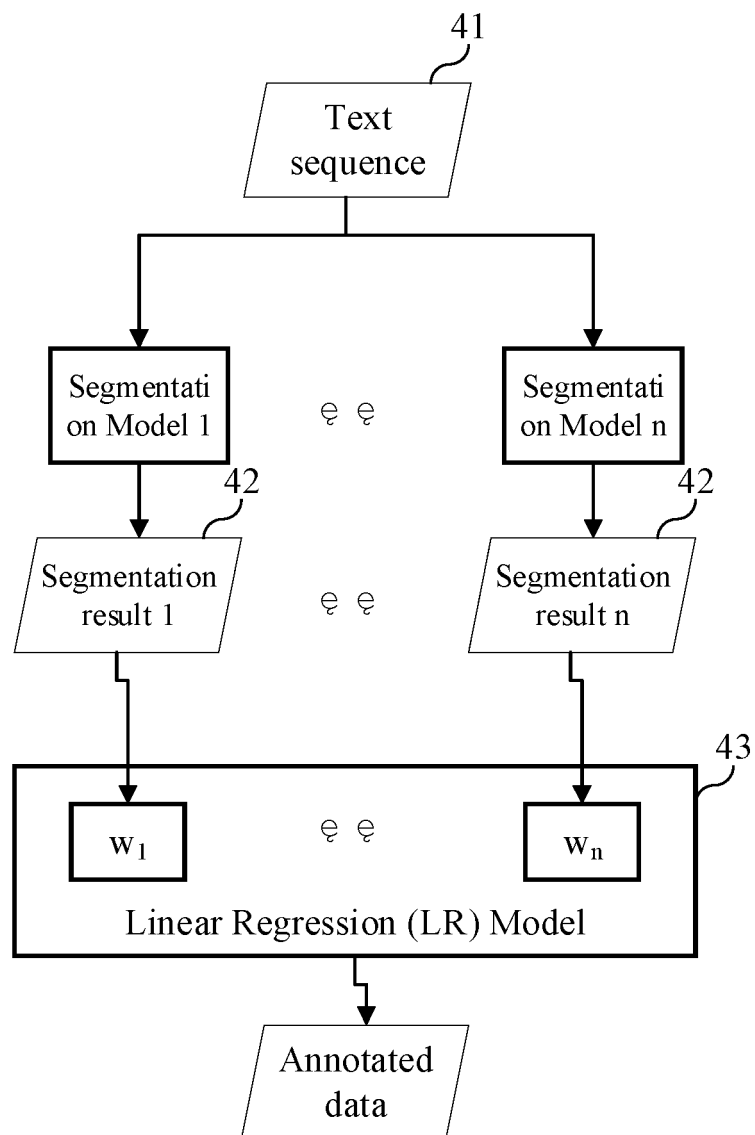 41
Text
sequence
Segmentati
on Model 1
ę ę
Segmentati
on Model n
42
42
Segmentation
result 1
ę ę
Segmentation
result n
43
w1
ę ę
wn
Linear Regression (LR) Model
Annotated
data